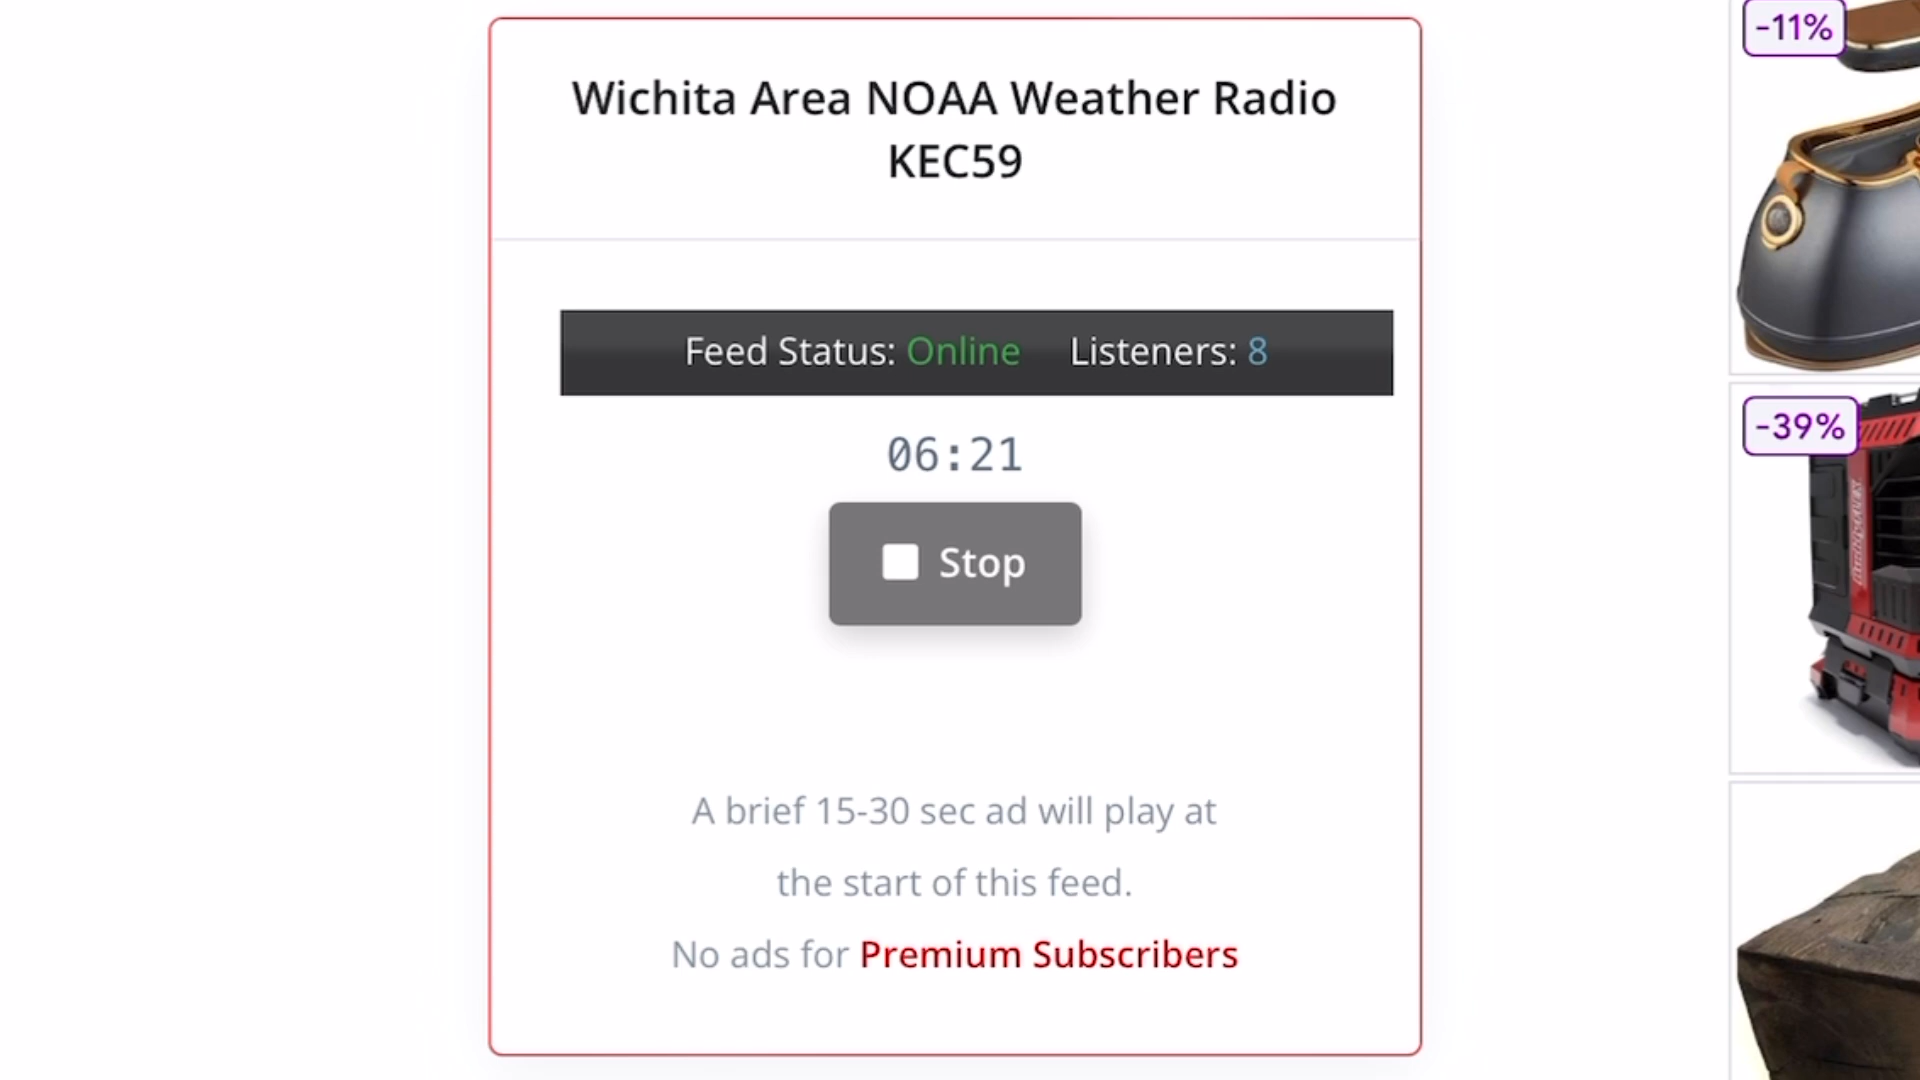 Wichita Area NOAA Weather Radio
KEC59
Feed Status: Online Listeners: 8
06:21
Stop
A brief 15-30 sec ad will play at
the start of this feed.
No ads for Premium Subscribers
-11%
-39%